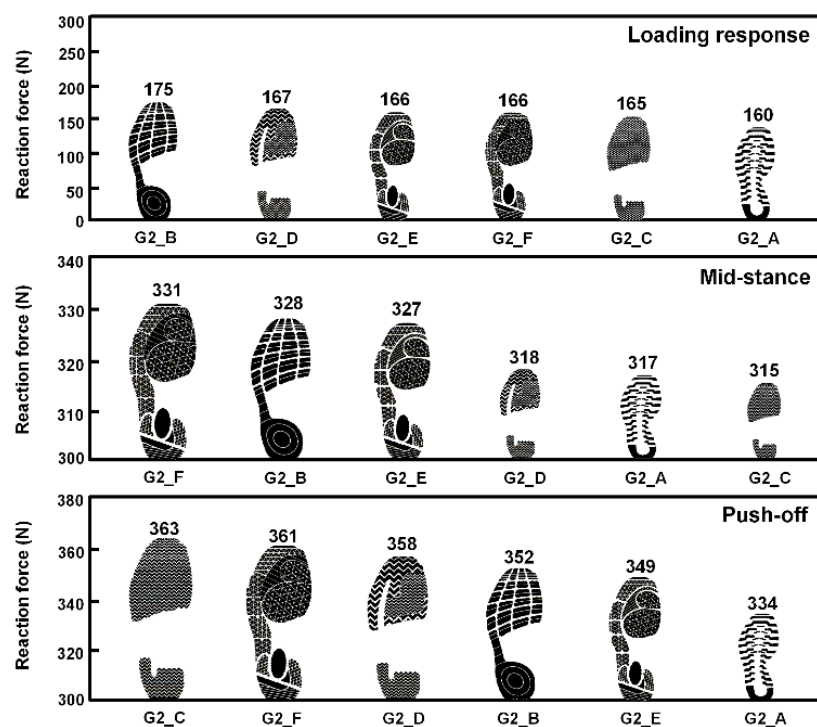 Reaction force (N)
300
250
200
150
100
50
0
Loading response
175
167
166
166
165
160
G2_B
G2_D
G2_E
G2_F
G2_C
G2_A
Reaction force (N)
340
330
320
310
300
Mid-stance
331
328
327
318
317
315
G2_F
G2_B
G2_E
G2_D
G2_A
G2_C
Reaction force (N)
380
360
340
320
300
Push-off
363
361
358
352
349
334
G2_C
G2_F
G2_D
G2_B
G2_E
G2_A